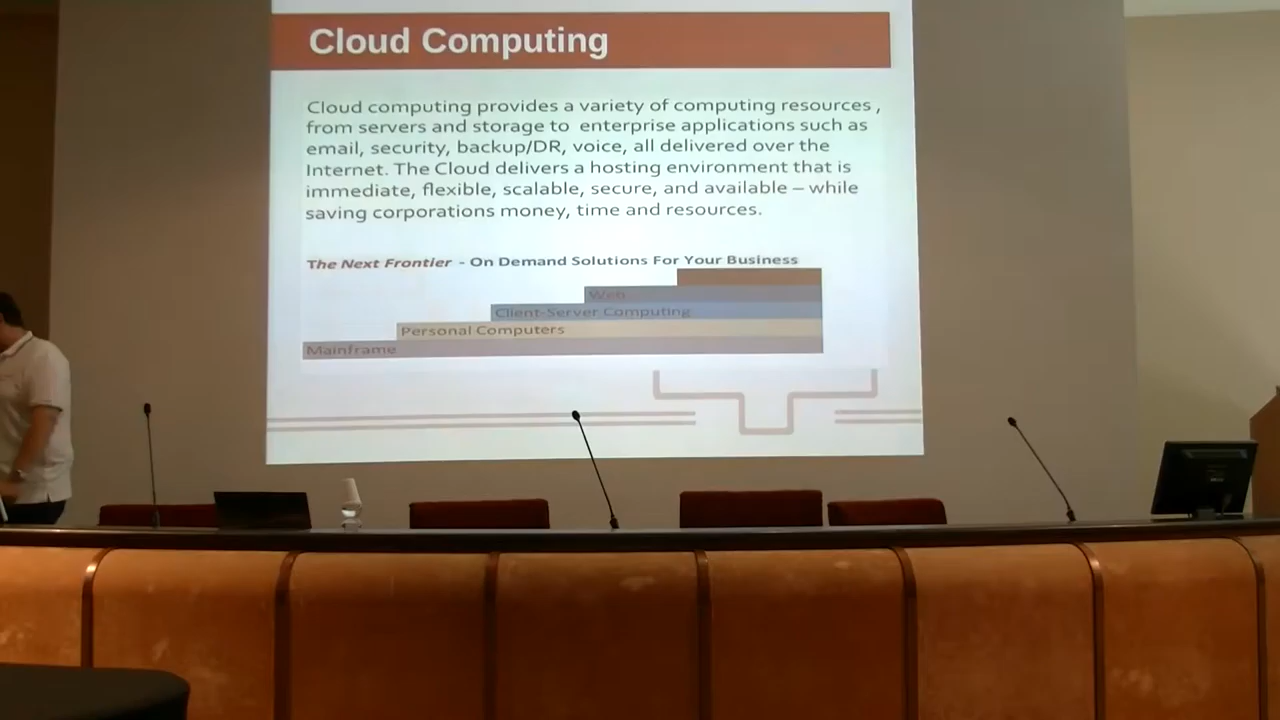 Cloud Computing
Cloud computing provides a variety of computing resources ,
from servers and storage to enterprise applications such as
email, security, backup/DR, voice, all delivered over the
Internet. The Cloud delivers a hosting environment that is
immediate, flexible, scalable, secure, and available – while
saving corporations money, time and resources.
The Next Frontier - On Demand Solutions For Your Business
Web
Client-Server Computing
Personal Computers
Mainframe